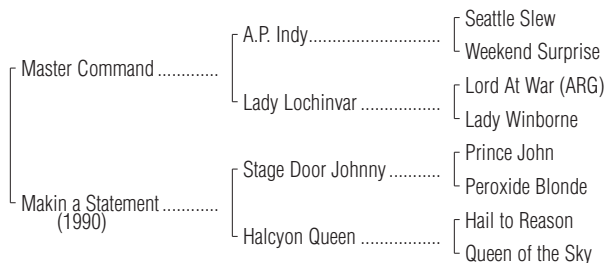 Seattle Slew
A.P. Indy..............................
Weekend Surprise
Master Command .............
Lord At War (ARG)
Lady Lochinvar .................
Lady Winborne
Prince John
Stage Door Johnny ...........
Peroxide Blonde
Makin a Statement ............
(1990)
Hail to Reason
Halcyon Queen .................
Queen of the Sky